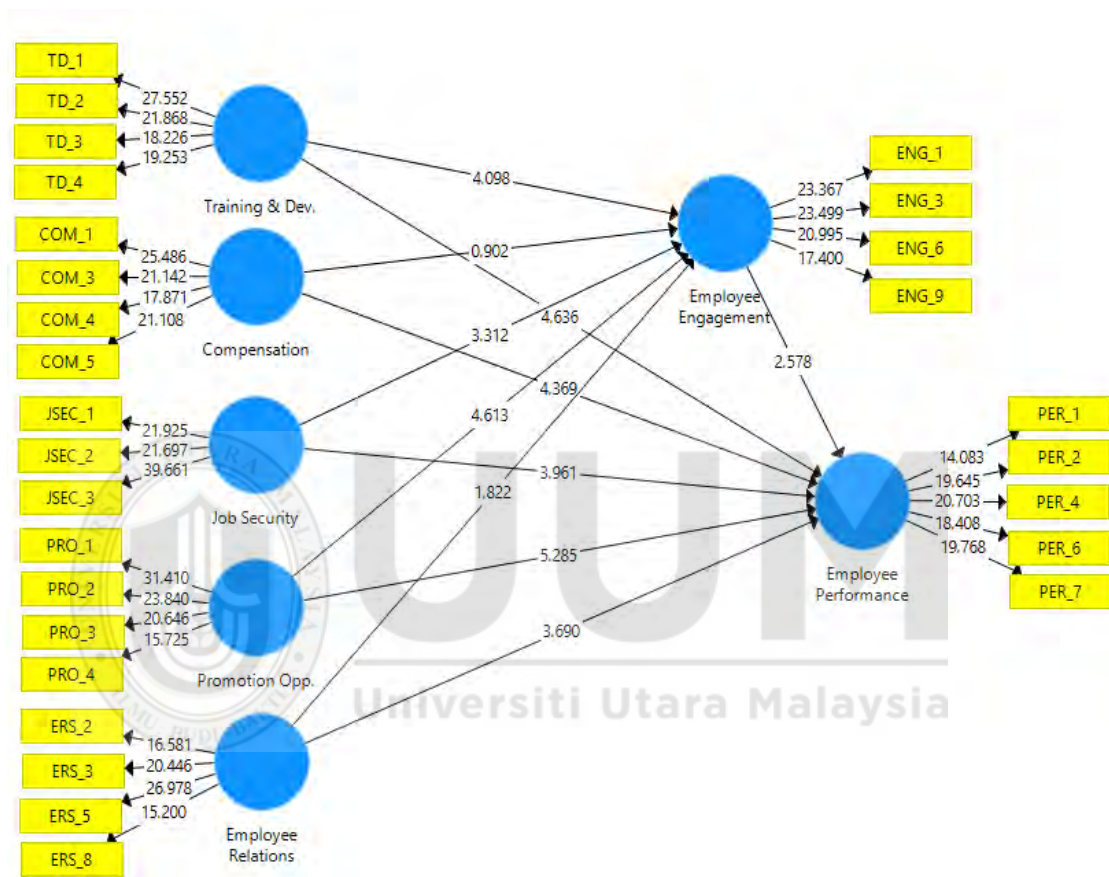 TD_1
TD_2
TD_3
TD_4
27.552
21.868
18.226
19.253
Training & Dev.
COM_1
COM_3
COM_4
COM_5
25.486
21.142
17.871
21.108
Compensation
JSEC_1
JSEC_2
JSEC_3
21.925
21.697
39.661
Job Security
PRO_1
PRO_2
PRO_3
PRO_4
31.410
23.840
20.646
15.725
Promotion Opp.
ERS_2
ERS_3
ERS_5
ERS_8
16.581
20.446
26.978
15.200
Employee
Relations
4.098
0.902
3.312
4.613
1.822
4.636
4.369
3.961
5.285
3.690
2.578
Employee
Engagement
23.367
23.499
20.995
17.400
ENG_1
ENG_3
ENG_6
ENG_9
Employee
Performance
14.083
19.645
20.703
18.408
19.768
PER_1
PER_2
PER_4
PER_6
PER_7
UUM
Universiti Utara Malaysia